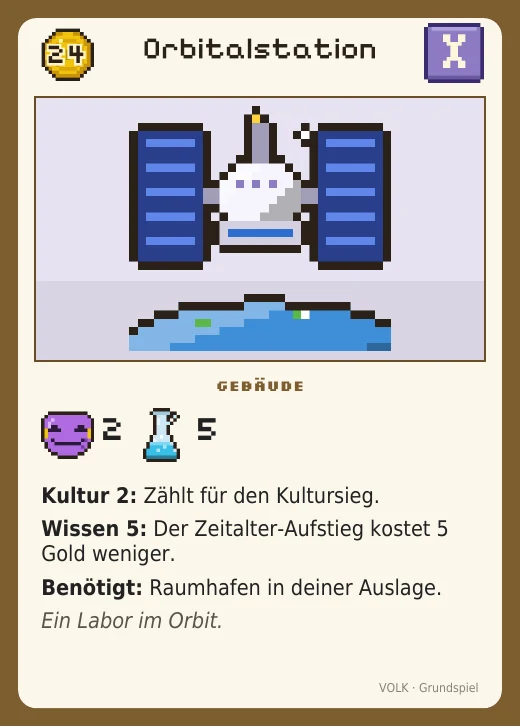 24
Orbitalstation
X
GEBÄUDE
2
5
Kultur 2: Zählt für den Kultursieg.
Wissen 5: Der Zeitalter-Aufstieg kostet 5
Gold weniger.
Benötigt: Raumhafen in deiner Auslage.
Ein Labor im Orbit.
VOLK · Grundspiel